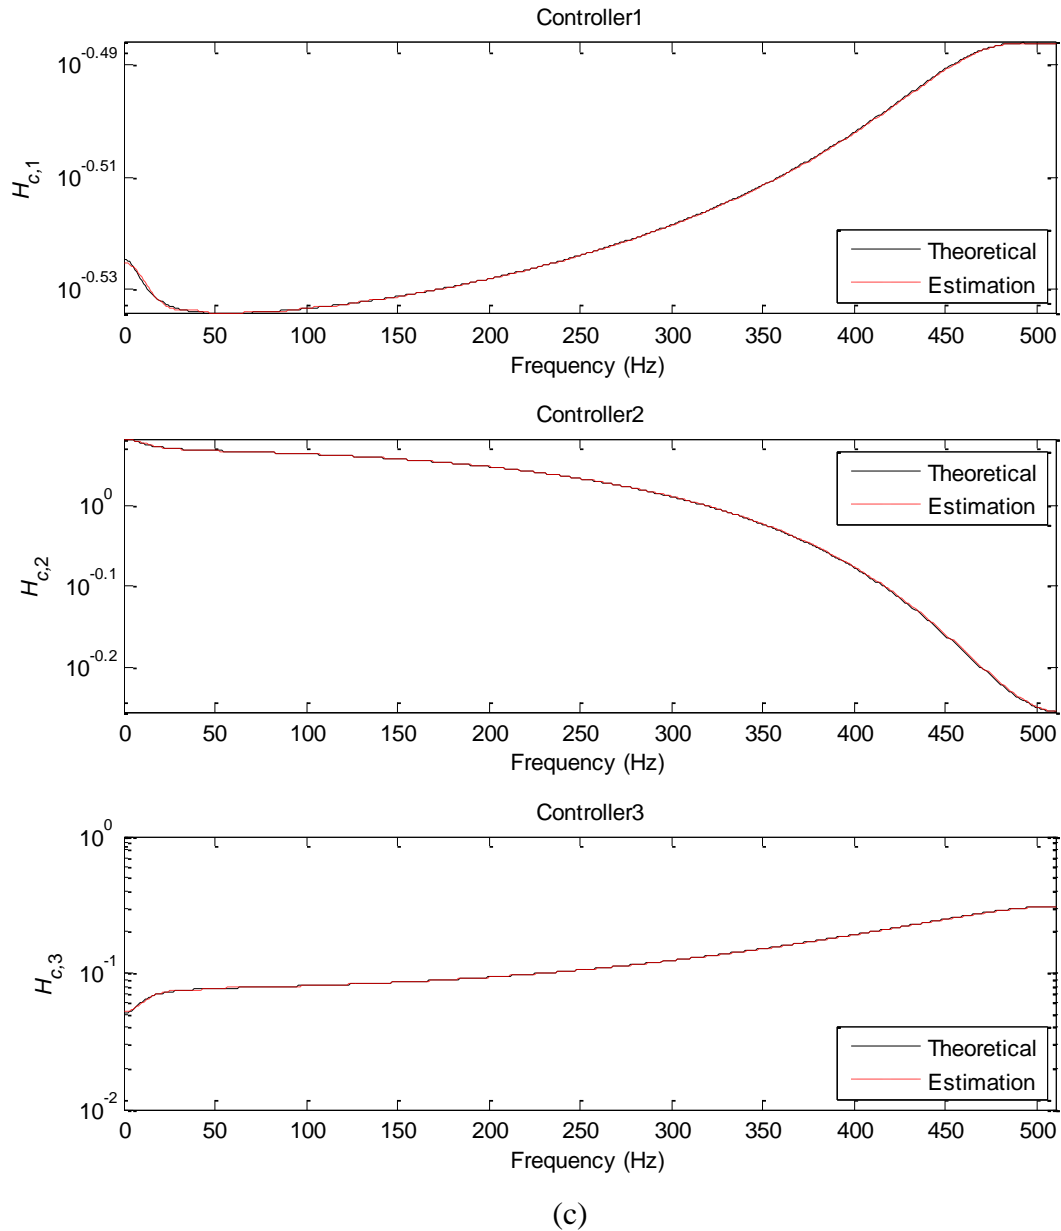 Controller1
10^-0.49
10^-0.51
10^-0.53
H_c,1
Theoretical
Estimation
0 50 100 150 200 250 300 350 400 450 500
Frequency (Hz)
Controller2
10^0
10^-0.1
10^-0.2
H_c,2
Theoretical
Estimation
0 50 100 150 200 250 300 350 400 450 500
Frequency (Hz)
Controller3
10^0
10^-1
10^-2
H_c,3
Theoretical
Estimation
0 50 100 150 200 250 300 350 400 450 500
Frequency (Hz)
(c)